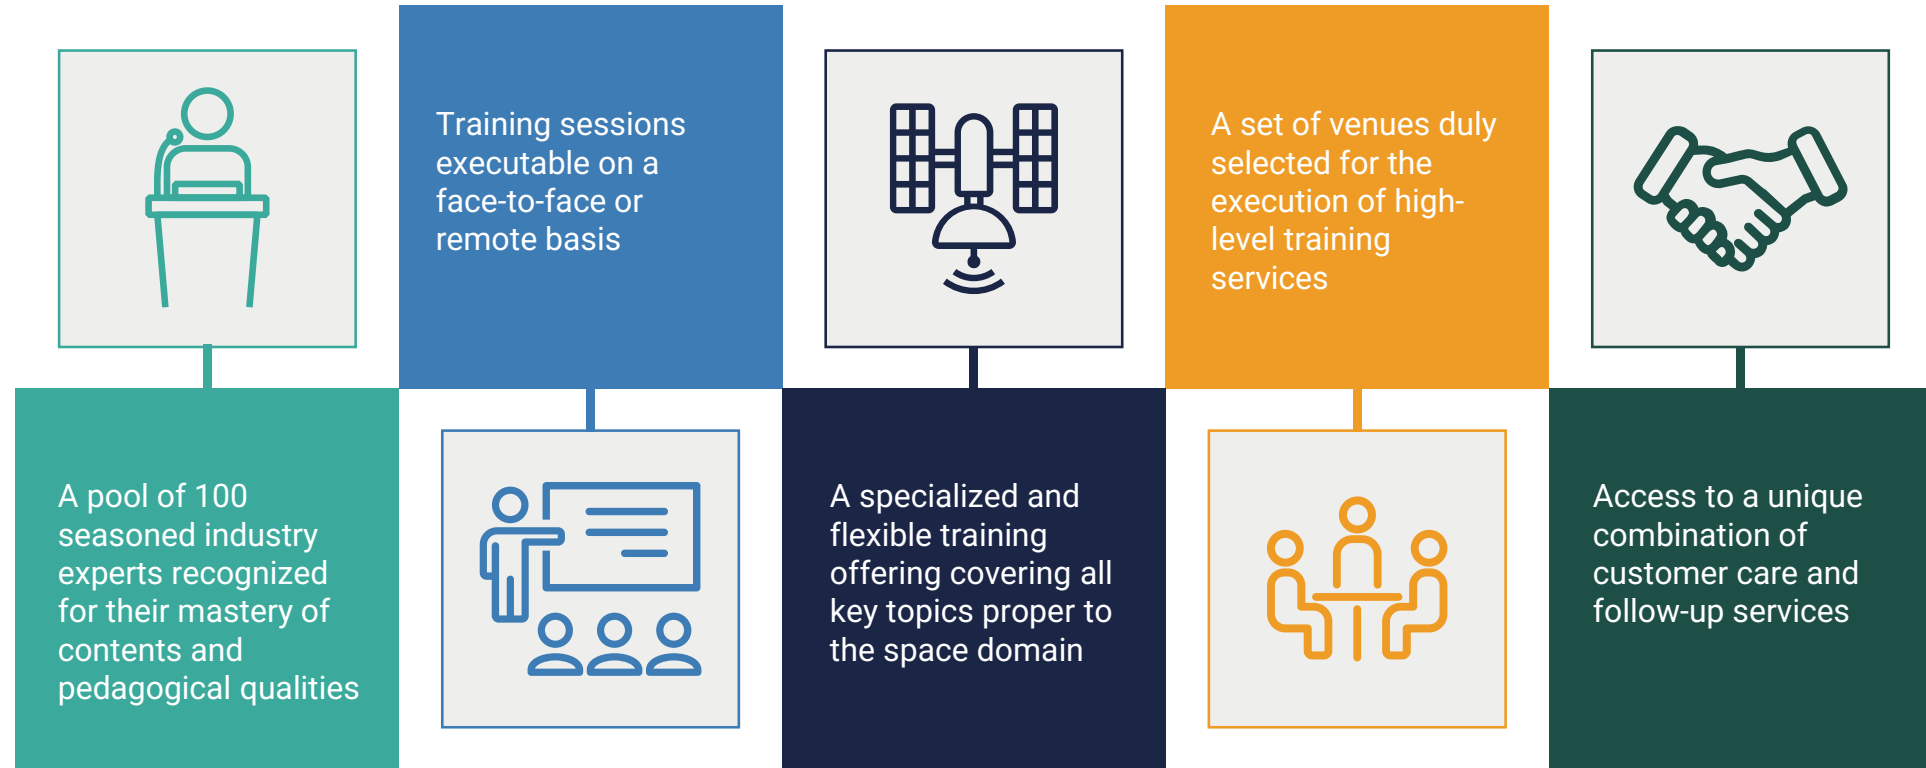 A pool of 100
seasoned industry
experts recognized
for their mastery of
contents and
pedagogical qualities
Training sessions
executable on a
face-to-face or
remote basis
A specialized and
flexible training
offering covering all
key topics proper to
the space domain
A set of venues duly
selected for the
execution of high-
level training
services
Access to a unique
combination of
customer care and
follow-up services